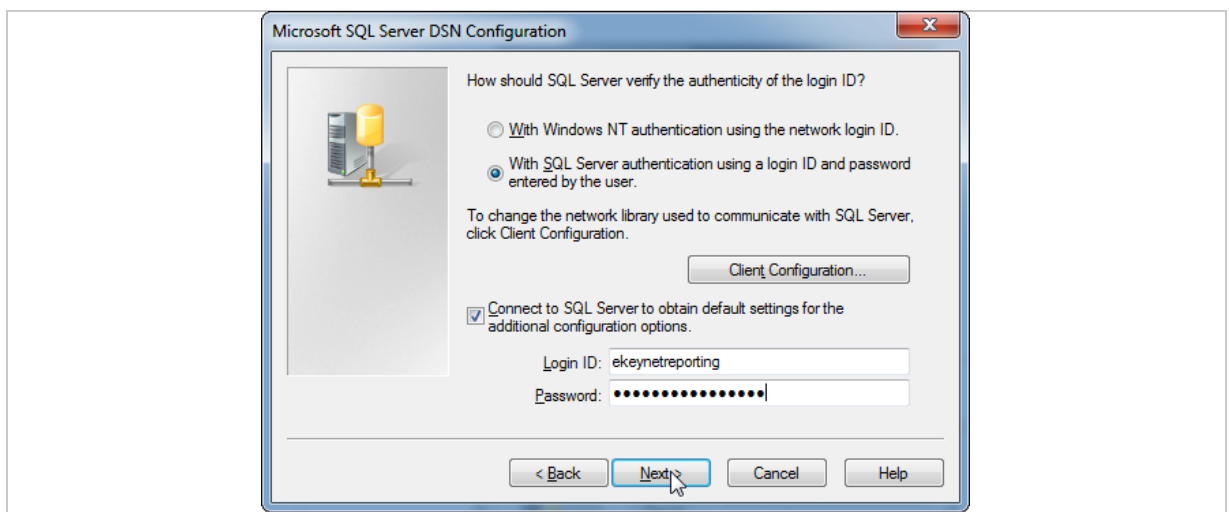 Microsoft SQL Server DSN Configuration
How should SQL Server verify the authenticity of the login ID?
With Windows NT authentication using the network login ID.
With SQL Server authentication using a login ID and password
entered by the user.
To change the network library used to communicate with SQL Server,
click Client Configuration.
Client Configuration...
Connect to SQL Server to obtain default settings for the
additional configuration options.
Login ID: ekeynetreporting
Password: ●●●●●●●●●●●●●●●●
< Back Next > Cancel Help